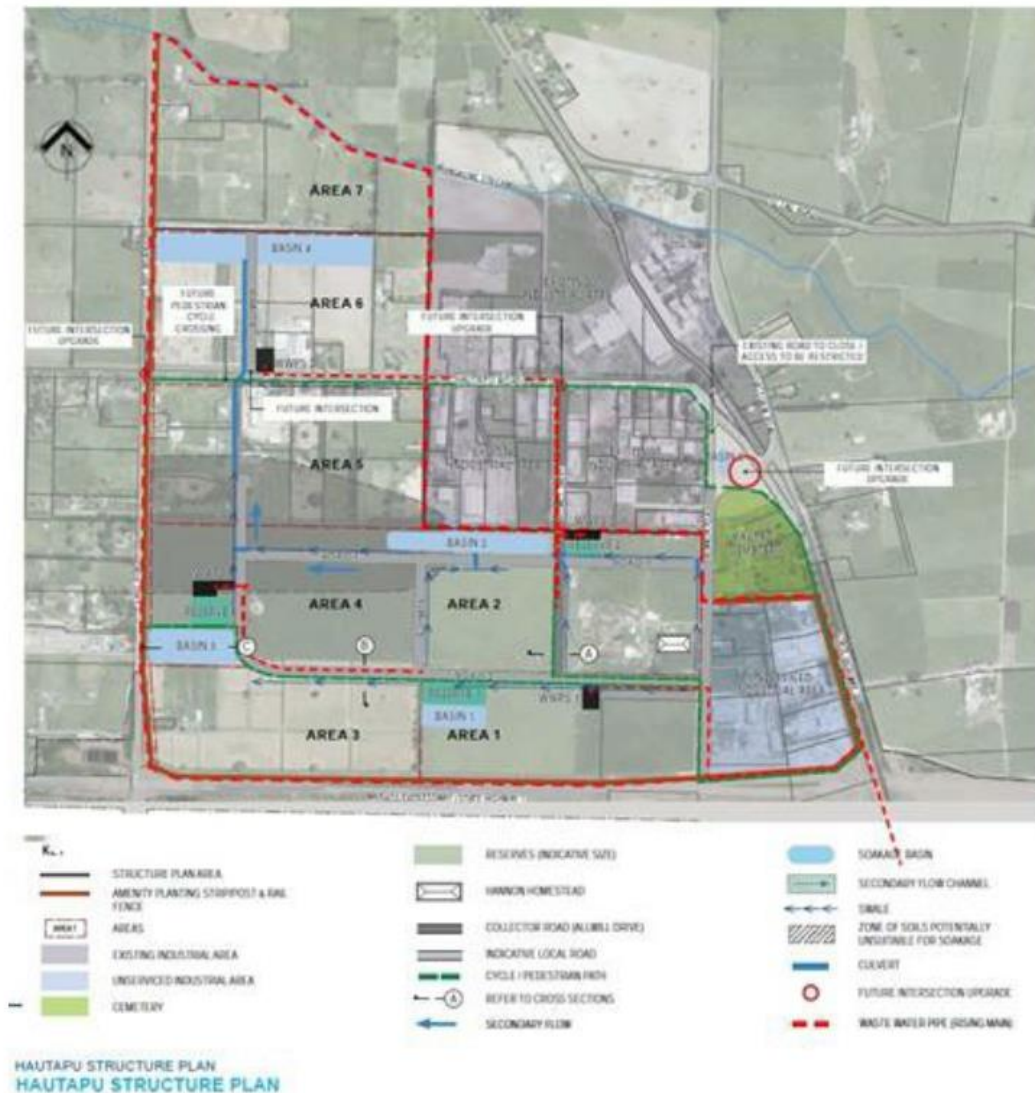 N
AREA 7
BASIN 4
FUTURE
PEDESTRIAN
CYCLE
CROSSING
AREA 6
FUTURE INTERSECTION
UPGRADE
FUTURE INTERSECTION
UPGRADE
EXISTING ROAD TO CLOSE /
ACCESS TO BE RESTRICTED
FUTURE INTERSECTION
AREA 5
FUTURE INTERSECTION
UPGRADE
BASIN 2
AREA 4
AREA 2
BASIN 3
C
B
A
AREA 3
AREA 1
BASIN 1
WWPS 1
STRUCTURE PLAN AREA
AMENITY PLANTING STRIP/POST & RAIL
FENCE
AREA 1
AREAS
EXISTING INDUSTRIAL AREA
UNSERVICED INDUSTRIAL AREA
CEMETERY
RESERVES (INDICATIVE SIZE)
HANNON HOMESTEAD
COLLECTOR ROAD (ALLWILL DRIVE)
INDICATIVE LOCAL ROAD
CYCLE / PEDESTRIAN PATH
A
REFER TO CROSS SECTIONS
SECONDARY FLOW
SOAKAGE BASIN
SECONDARY FLOW CHANNEL
SWALE
ZONE OF SOILS POTENTIALLY
UNSUITABLE FOR SOAKAGE
CULVERT
FUTURE INTERSECTION UPGRADE
WASTE WATER PIPE (RISING MAIN)
HAUTAPU STRUCTURE PLAN
HAUTAPU STRUCTURE PLAN